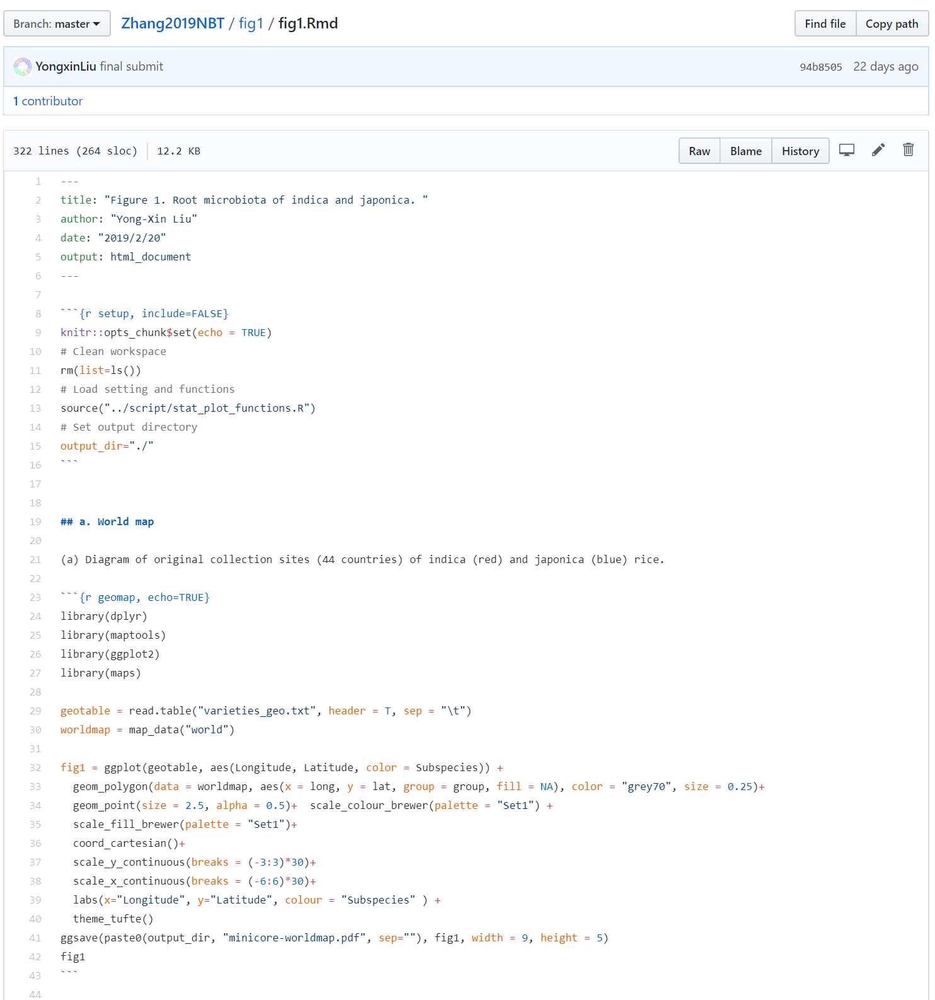 Branch: master
Zhang2019NBT / fig1 / fig1.Rmd
Find file
Copy path
YongxinLiu final submit
94b8505 22 days ago
1 contributor
322 lines (264 sloc) 12.2 KB
Raw
Blame
History
1 ---
2 title: "Figure 1. Root microbiota of indica and japonica. "
3 author: "Yong-Xin Liu"
4 date: "2019/2/20"
5 output: html_document
6 ---
7
8 ```{r setup, include=FALSE}
9 knitr::opts_chunk$set(echo = TRUE)
10 # Clean workspace
11 rm(list=ls())
12 # Load setting and functions
13 source("../script/stat_plot_functions.R")
14 # Set output directory
15 output_dir="./"
16 ```
17
18
19 ## a. World map
20
21 (a) Diagram of original collection sites (44 countries) of indica (red) and japonica (blue) rice.
22
23 ```{r geomap, echo=TRUE}
24 library(dplyr)
25 library(maptools)
26 library(ggplot2)
27 library(maps)
28
29 geotable = read.table("varieties_geo.txt", header = T, sep = "\t")
30 worldmap = map_data("world")
31
32 fig1 = ggplot(geotable, aes(Longitude, Latitude, color = Subspecies)) +
33   geom_polygon(data = worldmap, aes(x = long, y = lat, group = group, fill = NA), color = "grey70", size = 0.25)+
34   geom_point(size = 2.5, alpha = 0.5)+  scale_colour_brewer(palette = "Set1") +
35   scale_fill_brewer(palette = "Set1")+
36   coord_cartesian()+
37   scale_y_continuous(breaks = (-3:3)*30)+
38   scale_x_continuous(breaks = (-6:6)*30)+
39   labs(x="Longitude", y="Latitude", colour = "Subspecies" ) +
40   theme_tufte()
41 ggsave(paste0(output_dir, "minicore-worldmap.pdf", sep=""), fig1, width = 9, height = 5)
42 fig1
43 ```
44